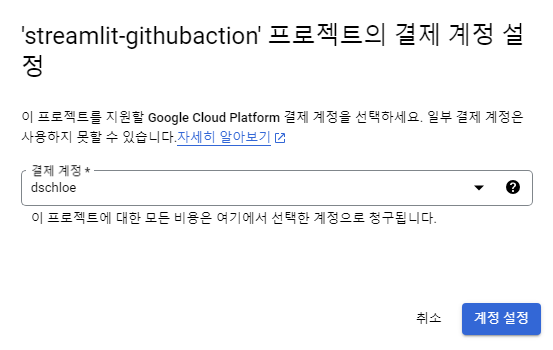 'streamlit-githubaction' 프로젝트의 결제 계정 설
정
이 프로젝트를 지원할 Google Cloud Platform 결제 계정을 선택하세요. 일부 결제 계정은
사용하지 못할 수 있습니다.자세히 알아보기
결제 계정 *
dschloe
이 프로젝트에 대한 모든 비용은 여기에서 선택한 계정으로 청구됩니다.
취소 계정 설정